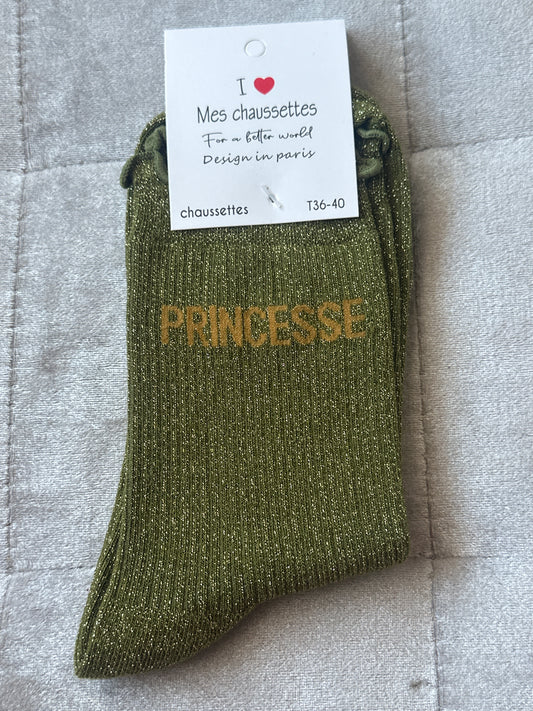 I ❤
Mes chaussettes
For a better world
Design in paris
chaussettes T36-40
PRINCESSE